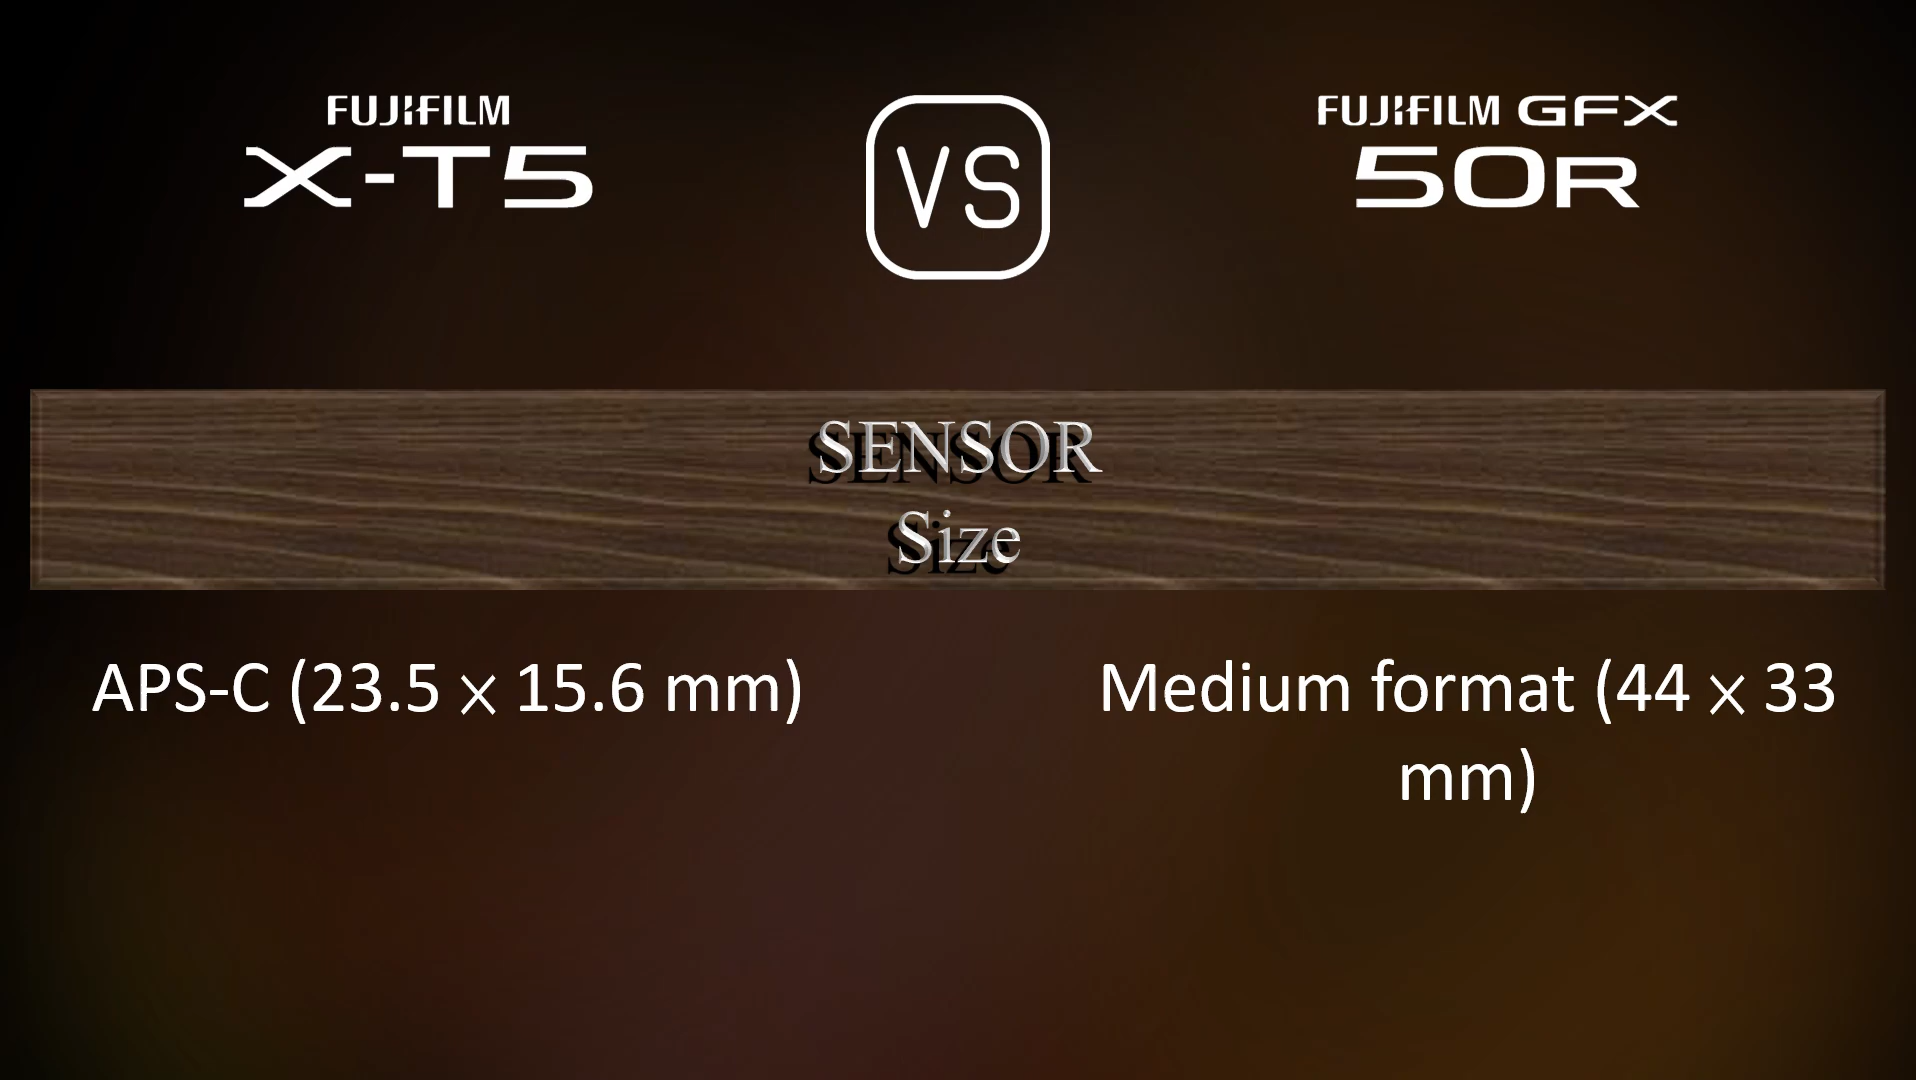 FUJIFILM
X-T5
VS
FUJIFILM GFX
50R
SENSOR
Size
APS-C (23.5 x 15.6 mm)
Medium format (44 x 33
mm)